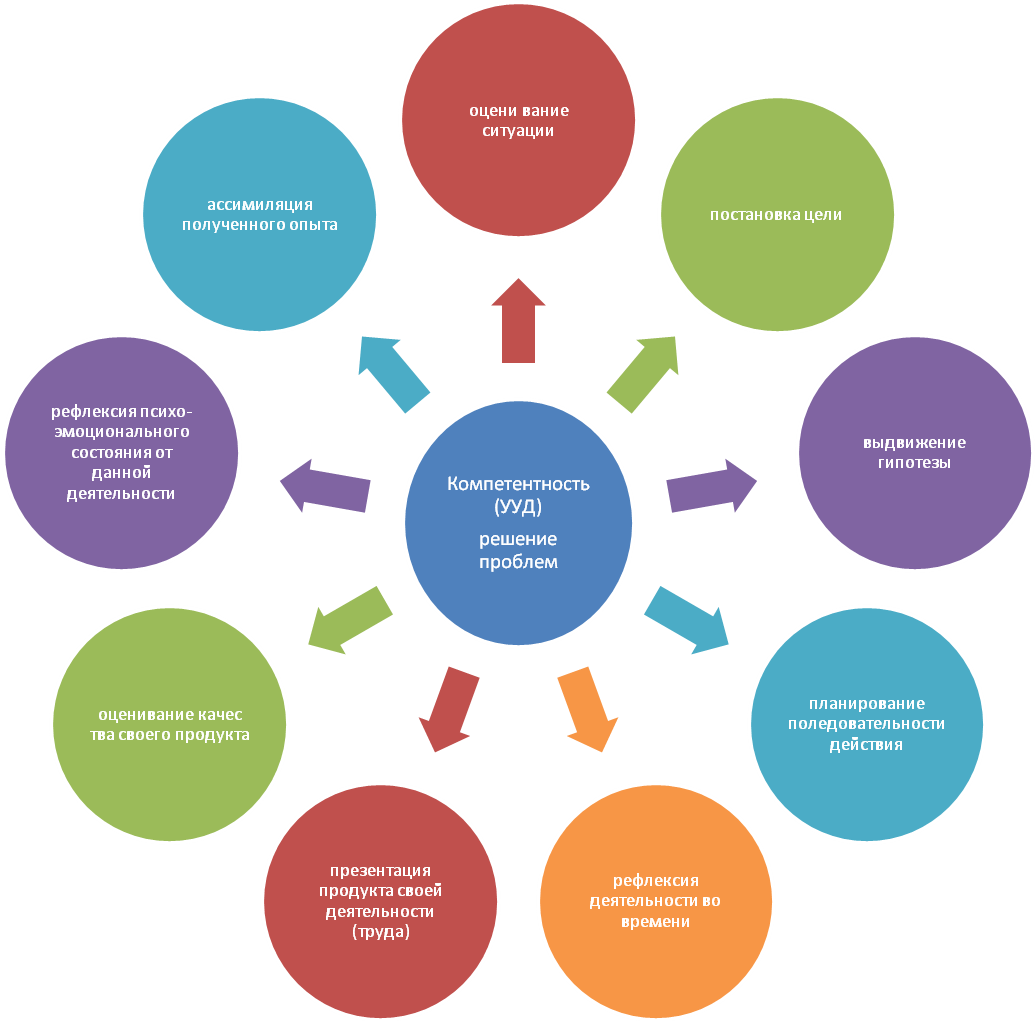 оцени вание
ситуации
постановка цели
выдвижение
гипотезы
планирование
поледовательности
действия
рефлексия
деятельности во
времени
презентация
продукта своей
деятельности
(труда)
оценивание качес
тва своего продукта
рефлексия психо-
эмоционального
состояния от
данной
деятельности
ассимиляция
полученного опыта
Компетентность
(УУД)
решение
проблем